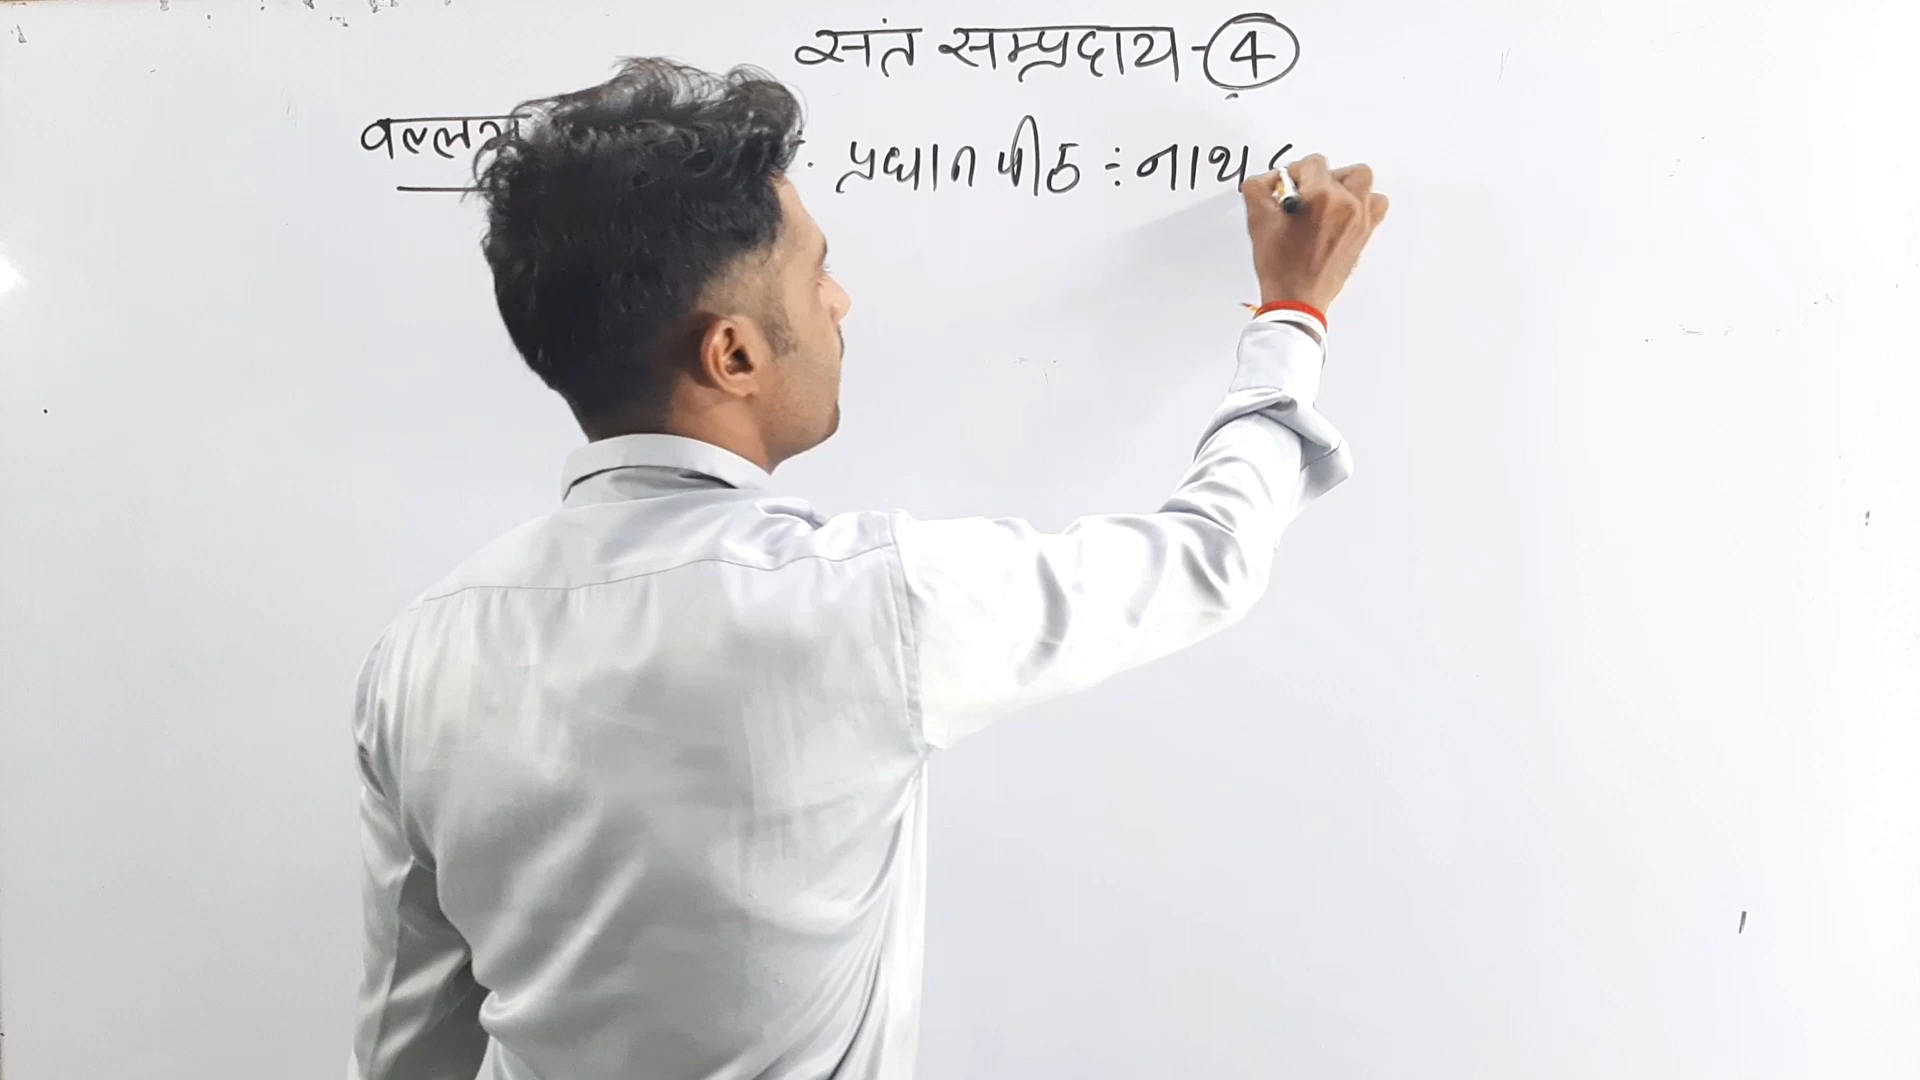 संत सम्प्रदाय - 4
वल्लभ प्रधान पीठ ÷ नाथ